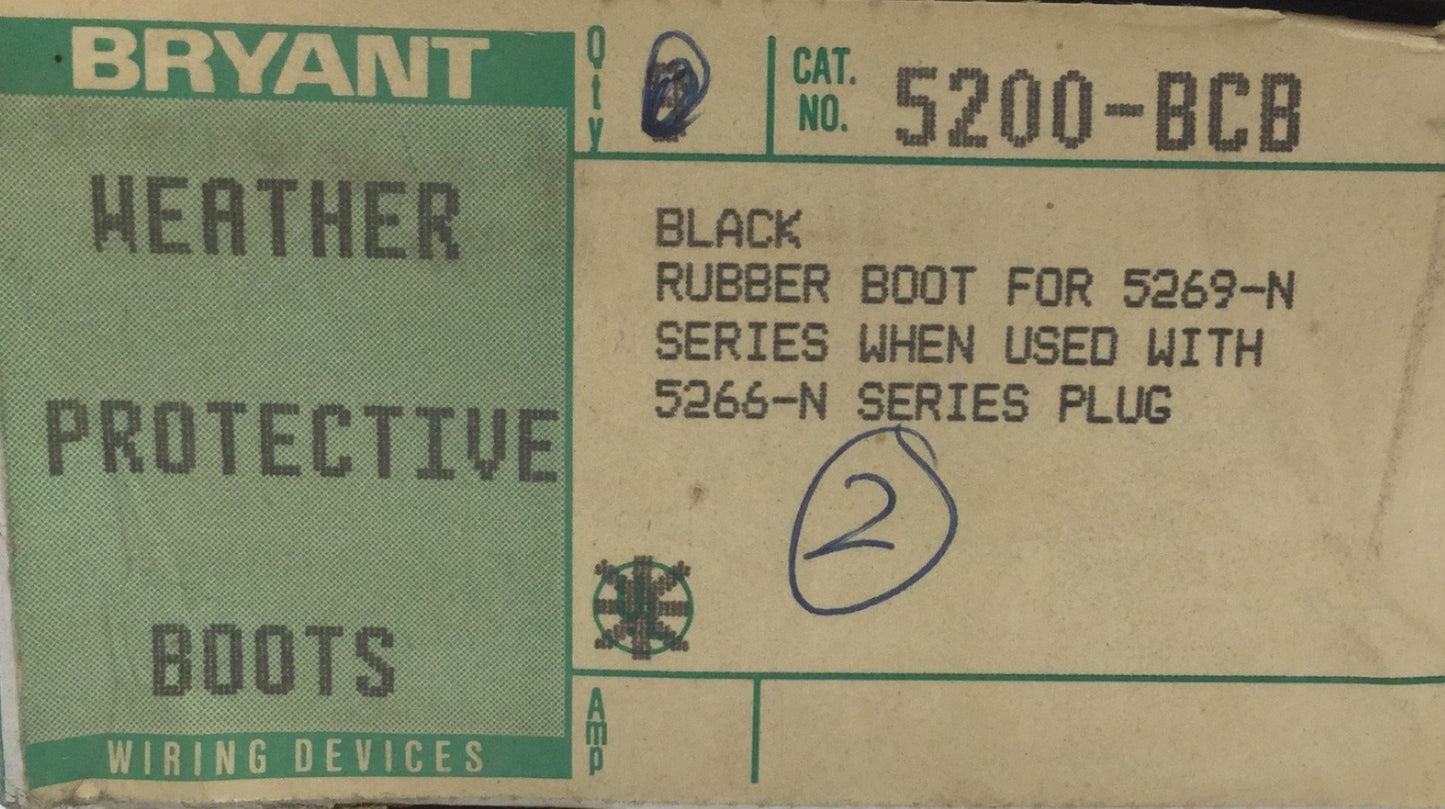 BRYANT
WEATHER
PROTECTIVE
BOOTS
WIRING DEVICES
Qty
CAT. NO. 5200-BCB
BLACK
RUBBER BOOT FOR 5269-N
SERIES WHEN USED WITH
5266-N SERIES PLUG
2
Amp